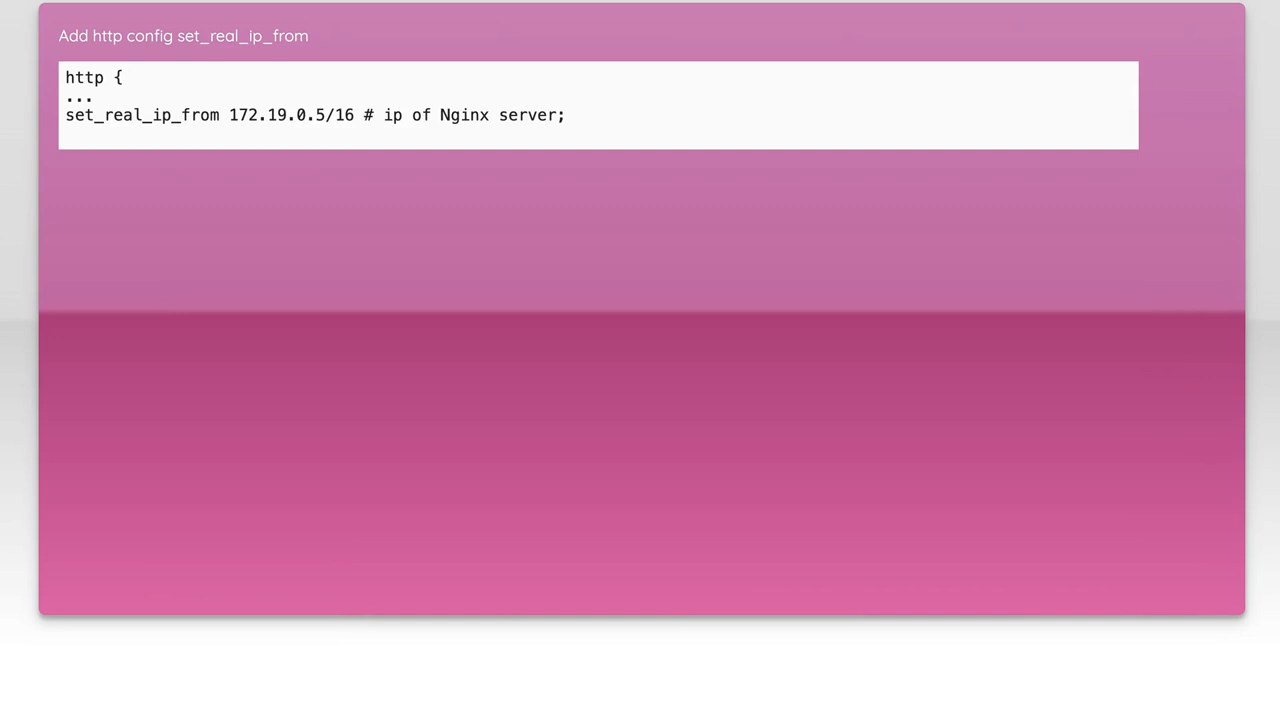 Add http config set_real_ip_from
http {
...
set_real_ip_from 172.19.0.5/16 # ip of Nginx server;